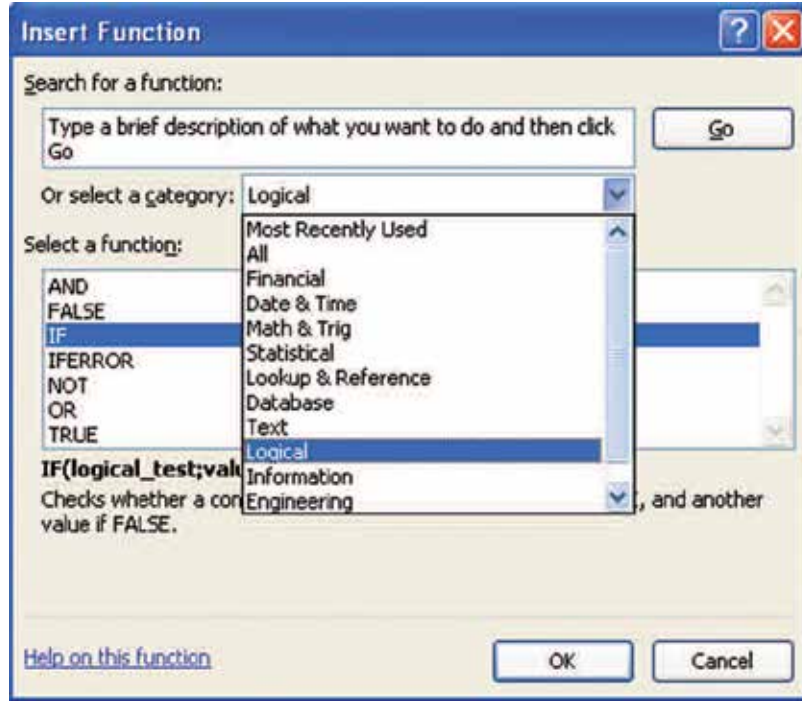 Insert Function
Search for a function:
Type a brief description of what you want to do and then click
Go
Go
Or select a category: Logical
Most Recently Used
All
Financial
Date & Time
Math & Trig
Statistical
Lookup & Reference
Database
Text
Logical
Information
Engineering
Select a function:
AND
FALSE
IF
IFERROR
NOT
OR
TRUE
IF(logical_test;
Checks whether a , and another
value if FALSE.
Help on this function
OK
Cancel